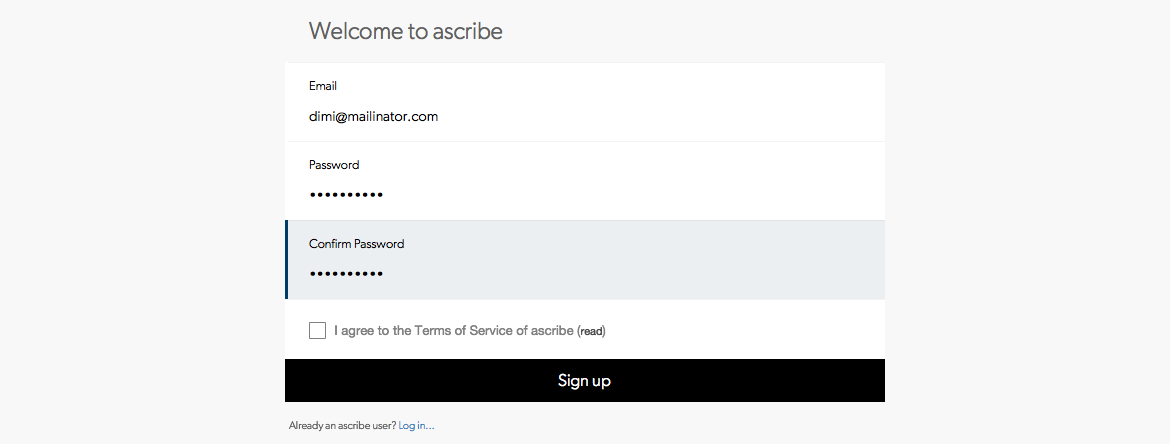 Welcome to ascribe
Email
dimi@mailinator.com
Password
••••••••••
Confirm Password
••••••••••
I agree to the Terms of Service of ascribe (read)
Sign up
Already an ascribe user? Log in...